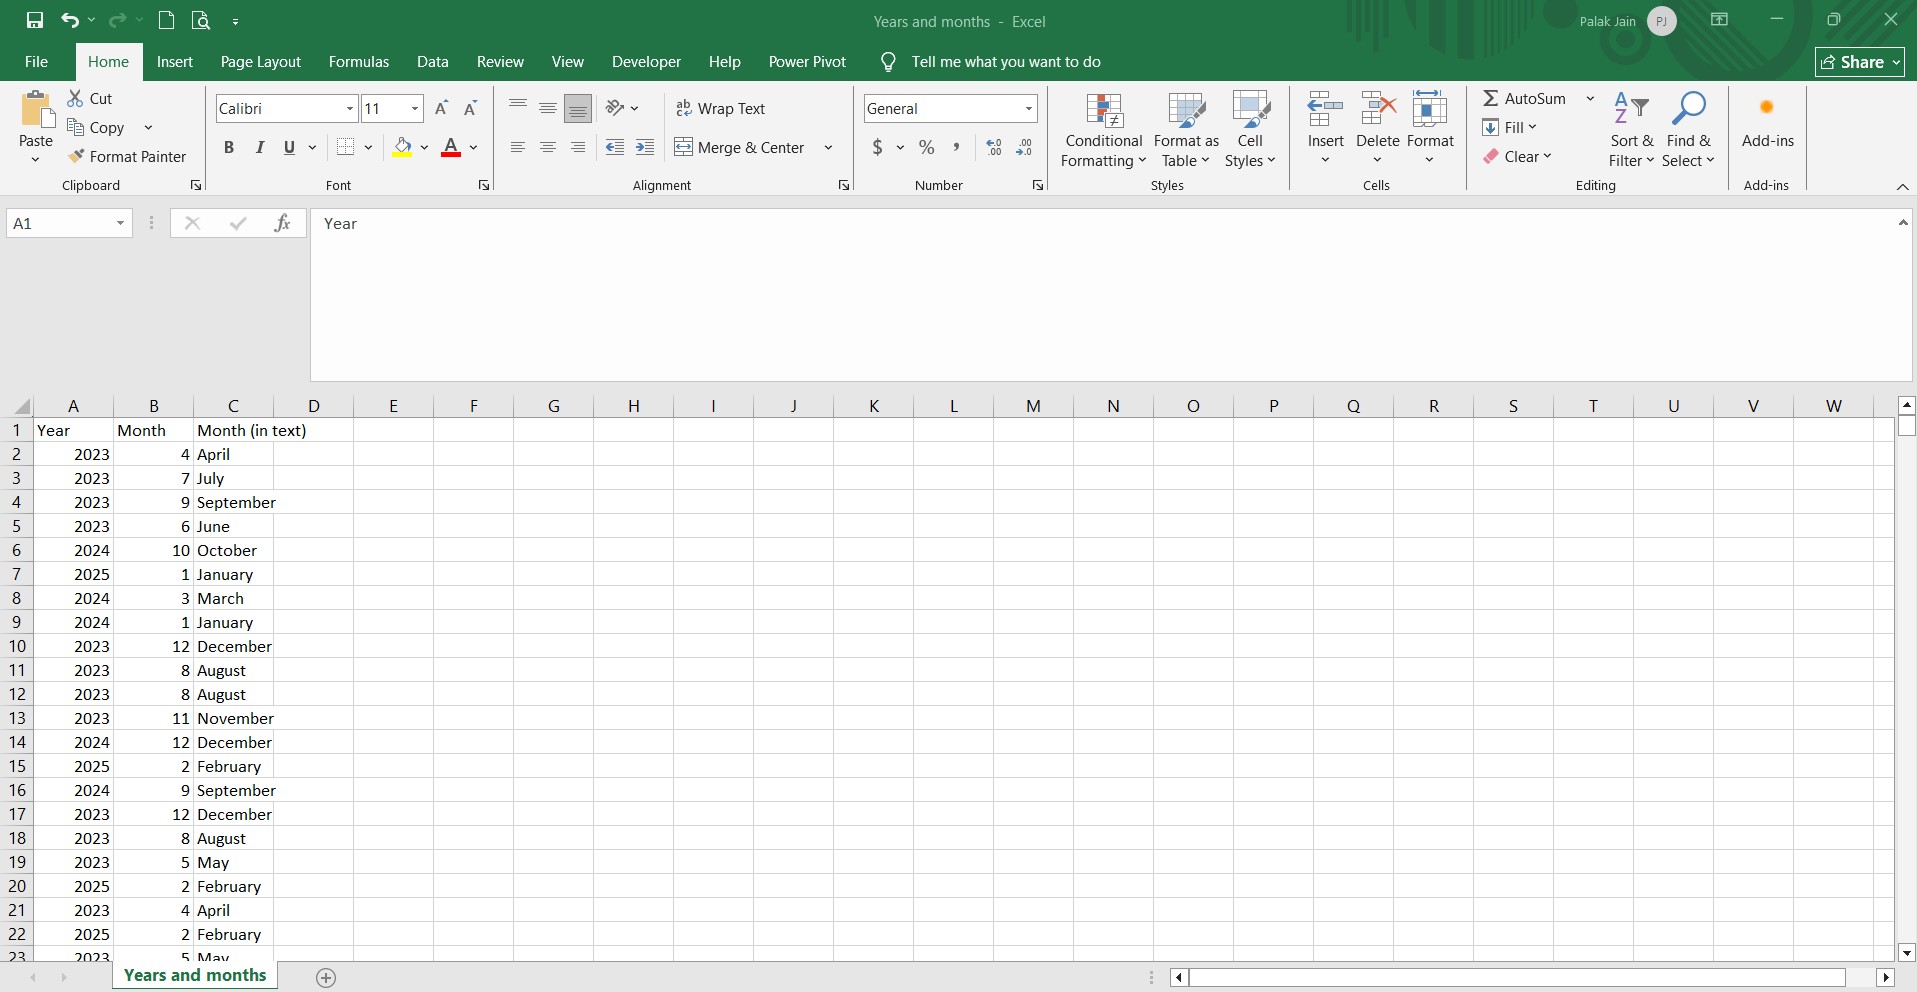 Years and months - Excel
Palak Jain PJ
File Home Insert Page Layout Formulas Data Review View Developer Help Power Pivot Tell me what you want to do Share
Paste
Cut
Copy
Format Painter
Clipboard
Calibri 11 A A
B I U A
Font
ab c Wrap Text
Merge & Center
Alignment
General
$ % , .00 .00
Number
Conditional Formatting
Format as Table
Cell Styles
Styles
Insert Delete Format
Cells
AutoSum
Fill
Clear
Sort & Filter
Find & Select
Editing
Add-ins
Add-ins
A1 fx Year
A B C D E F G H I J K L M N O P Q R S T U V W
1 Year Month Month (in text)
2 2023 4 April
3 2023 7 July
4 2023 9 September
5 2023 6 June
6 2024 10 October
7 2025 1 January
8 2024 3 March
9 2024 1 January
10 2023 12 December
11 2023 8 August
12 2023 8 August
13 2023 11 November
14 2024 12 December
15 2025 2 February
16 2024 9 September
17 2023 12 December
18 2023 8 August
19 2023 5 May
20 2025 2 February
21 2023 4 April
22 2025 2 February
23 2023 5 May
Years and months